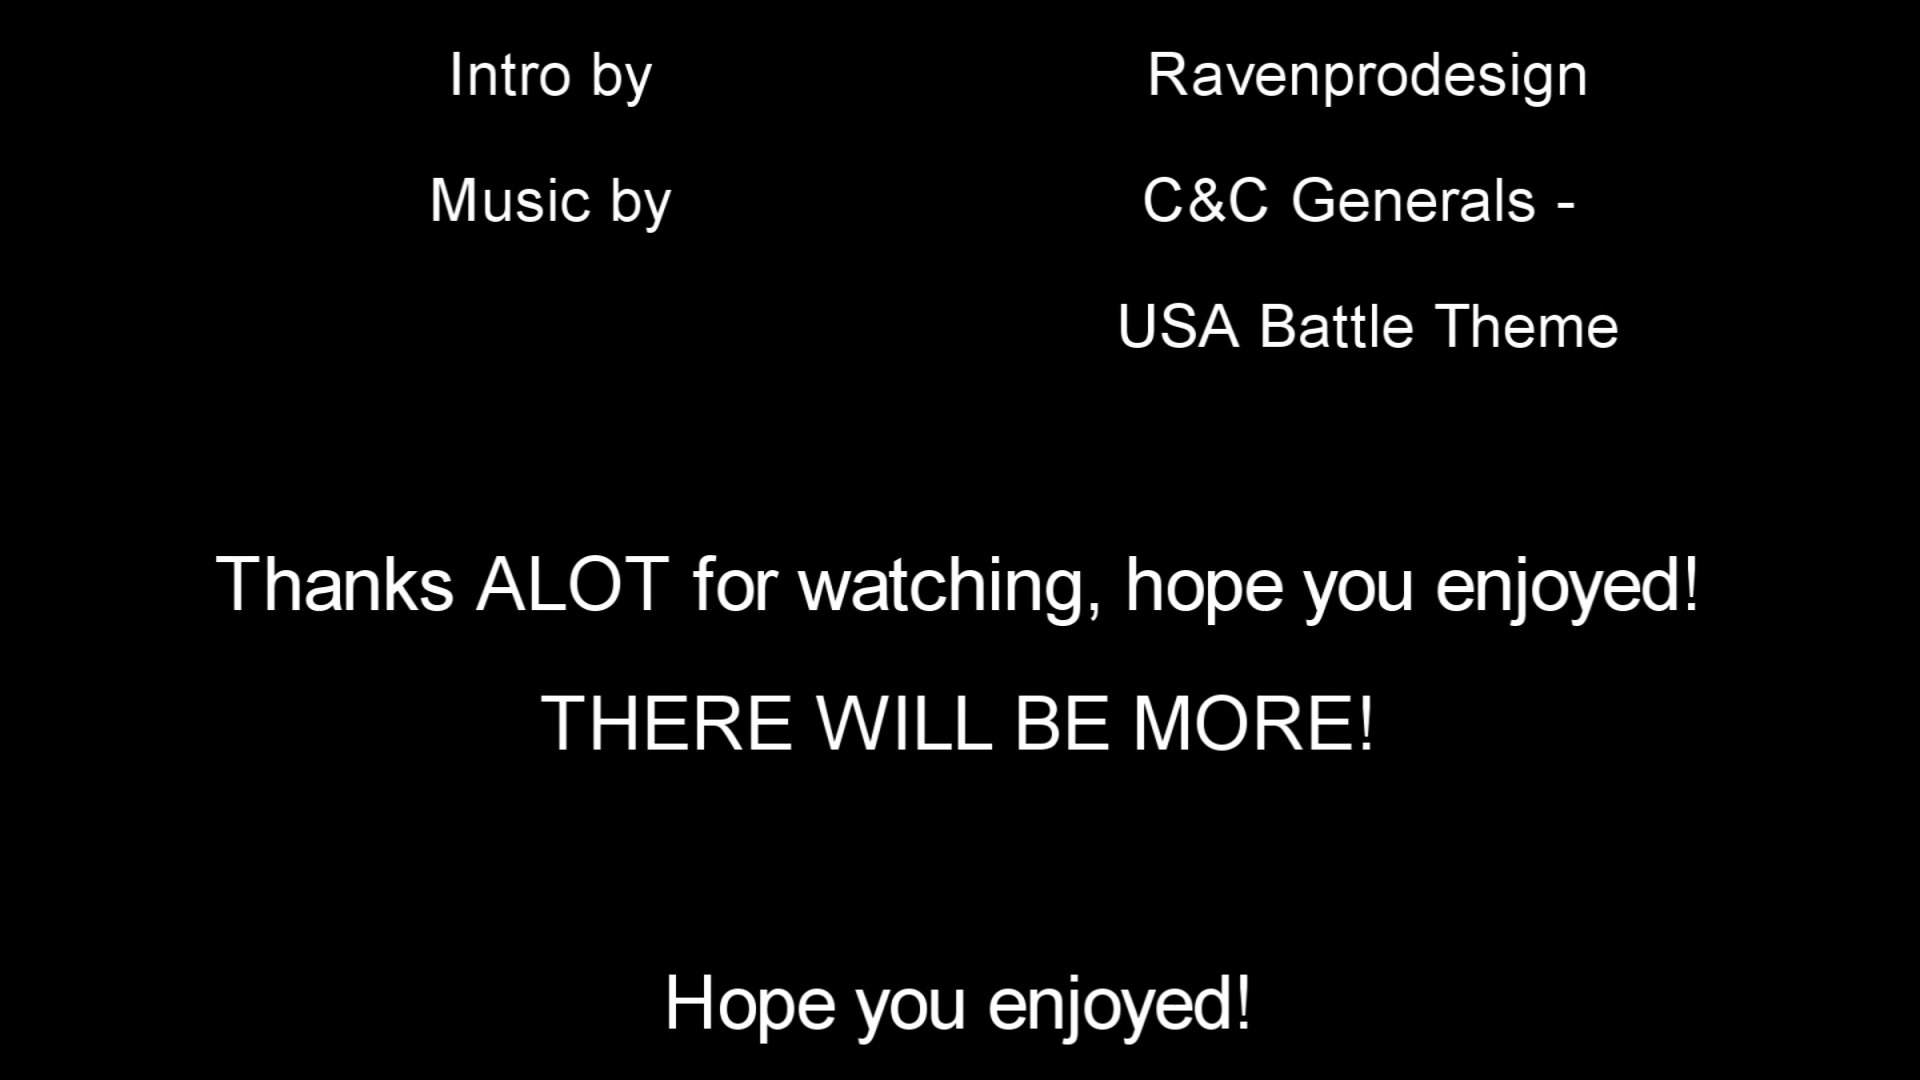 Intro by Ravenprodesign
Music by C&C Generals -
USA Battle Theme
Thanks ALOT for watching, hope you enjoyed!
THERE WILL BE MORE!
Hope you enjoyed!